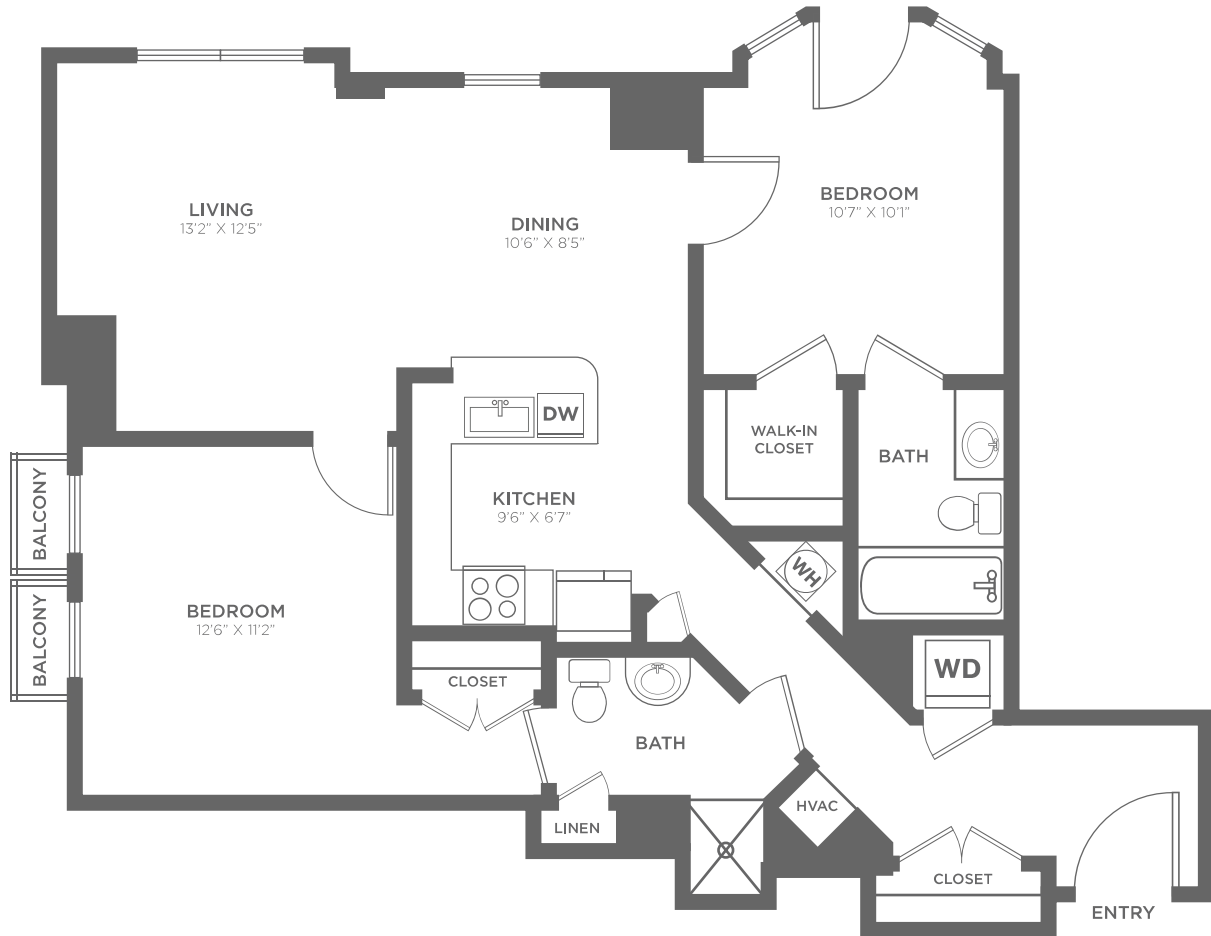 LIVING
13'2" X 12'5"
DINING
10'6" X 8'5"
BEDROOM
10'7" X 10'1"
DW
WALK-IN
CLOSET
BATH
KITCHEN
9'6" X 6'7"
BALCONY
BALCONY
WH
BEDROOM
12'6" X 11'2"
CLOSET
WD
BATH
HVAC
LINEN
CLOSET
ENTRY